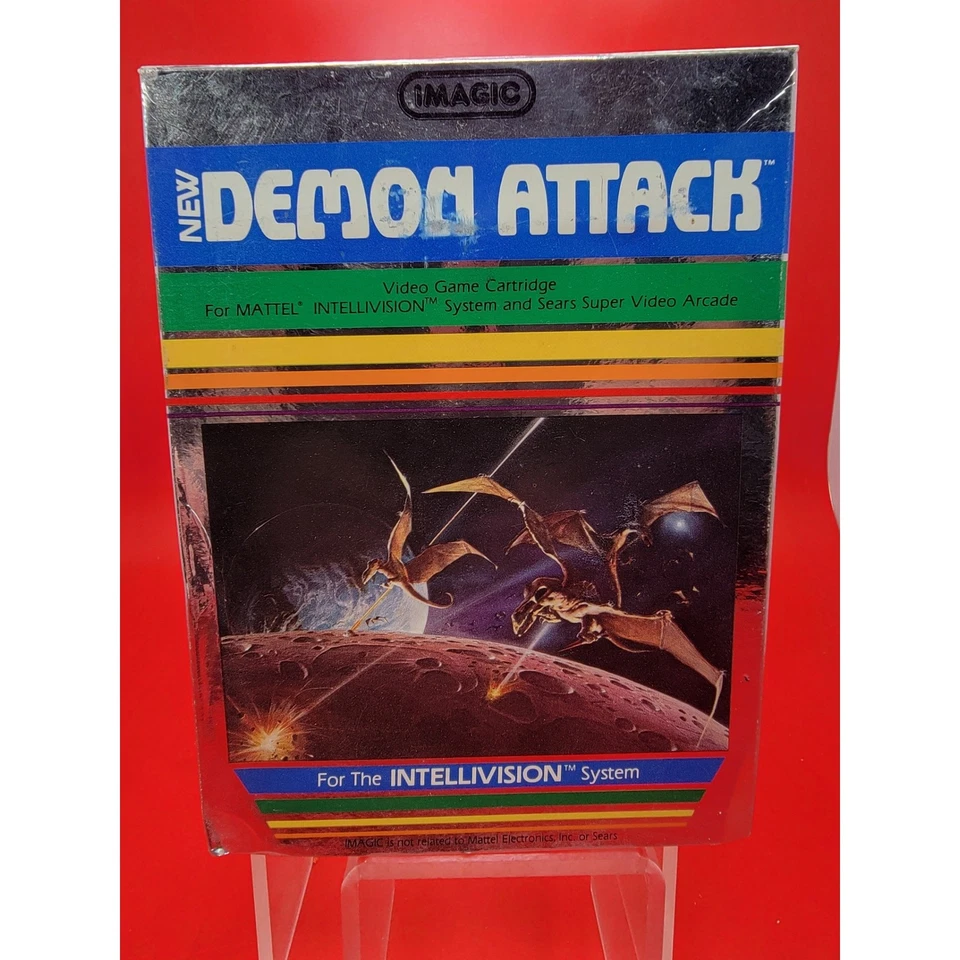 IMAGIC
NEW DEMON ATTACK™
Video Game Cartridge
For MATTEL® INTELLIVISION™ System and Sears Super Video Arcade
For The INTELLIVISION™ System
IMAGIC is not related to Mattel Electronics, Inc. or Sears